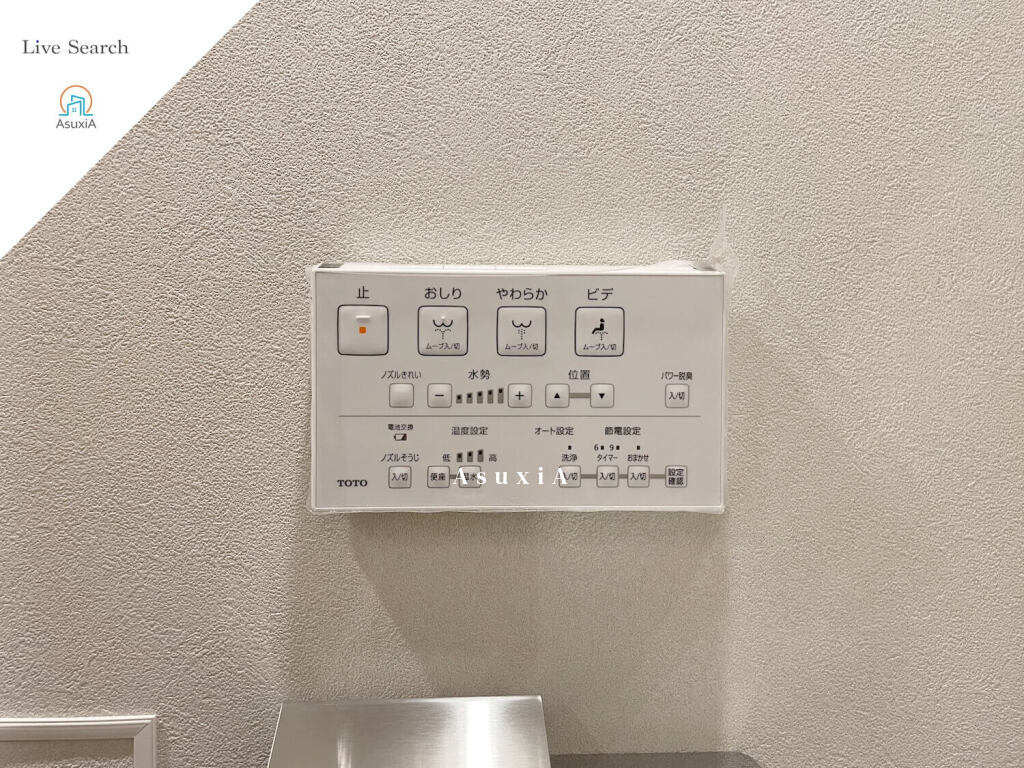 Live Search
AsuxiA
止 おしり やわらか ビデ
ムーブ入/切 ムーブ入/切 ムーブ入/切
ノズルきれい 水勢 位置 パワー脱臭
− + ▲ ▼ 入/切
電池交換 温度設定 オート設定 節電設定
6 9
ノズルそうじ 低 高 洗浄 タイマー おまかせ
TOTO 入/切 便座 温水 入/切 入/切 入/切 設定確認
AsuxiA